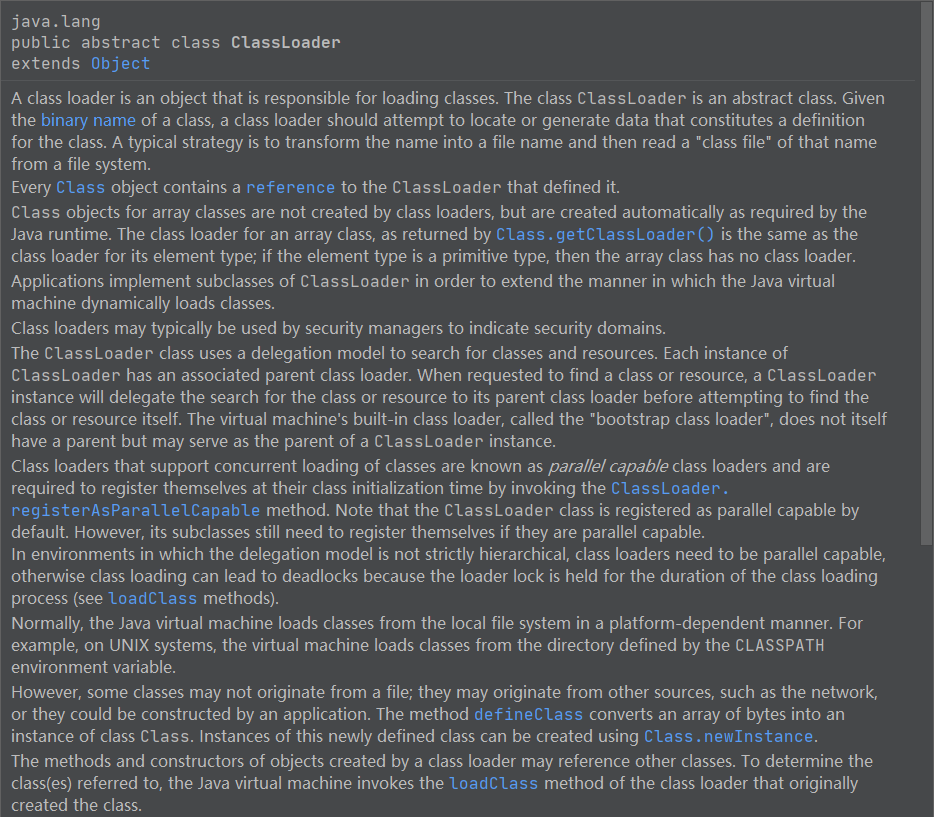 java.lang
public abstract class ClassLoader
extends Object
A class loader is an object that is responsible for loading classes. The class ClassLoader is an abstract class. Given
the binary name of a class, a class loader should attempt to locate or generate data that constitutes a definition
for the class. A typical strategy is to transform the name into a file name and then read a "class file" of that name
from a file system.
Every Class object contains a reference to the ClassLoader that defined it.
Class objects for array classes are not created by class loaders, but are created automatically as required by the
Java runtime. The class loader for an array class, as returned by Class.getClassLoader() is the same as the
class loader for its element type; if the element type is a primitive type, then the array class has no class loader.
Applications implement subclasses of ClassLoader in order to extend the manner in which the Java virtual
machine dynamically loads classes.
Class loaders may typically be used by security managers to indicate security domains.
The ClassLoader class uses a delegation model to search for classes and resources. Each instance of
ClassLoader has an associated parent class loader. When requested to find a class or resource, a ClassLoader
instance will delegate the search for the class or resource to its parent class loader before attempting to find the
class or resource itself. The virtual machine's built-in class loader, called the "bootstrap class loader", does not itself
have a parent but may serve as the parent of a ClassLoader instance.
Class loaders that support concurrent loading of classes are known as parallel capable class loaders and are
required to register themselves at their class initialization time by invoking the ClassLoader.
registerAsParallelCapable method. Note that the ClassLoader class is registered as parallel capable by
default. However, its subclasses still need to register themselves if they are parallel capable.
In environments in which the delegation model is not strictly hierarchical, class loaders need to be parallel capable,
otherwise class loading can lead to deadlocks because the loader lock is held for the duration of the class loading
process (see loadClass methods).
Normally, the Java virtual machine loads classes from the local file system in a platform-dependent manner. For
example, on UNIX systems, the virtual machine loads classes from the directory defined by the CLASSPATH
environment variable.
However, some classes may not originate from a file; they may originate from other sources, such as the network,
or they could be constructed by an application. The method defineClass converts an array of bytes into an
instance of class Class. Instances of this newly defined class can be created using Class.newInstance.
The methods and constructors of objects created by a class loader may reference other classes. To determine the
class(es) referred to, the Java virtual machine invokes the loadClass method of the class loader that originally
created the class.